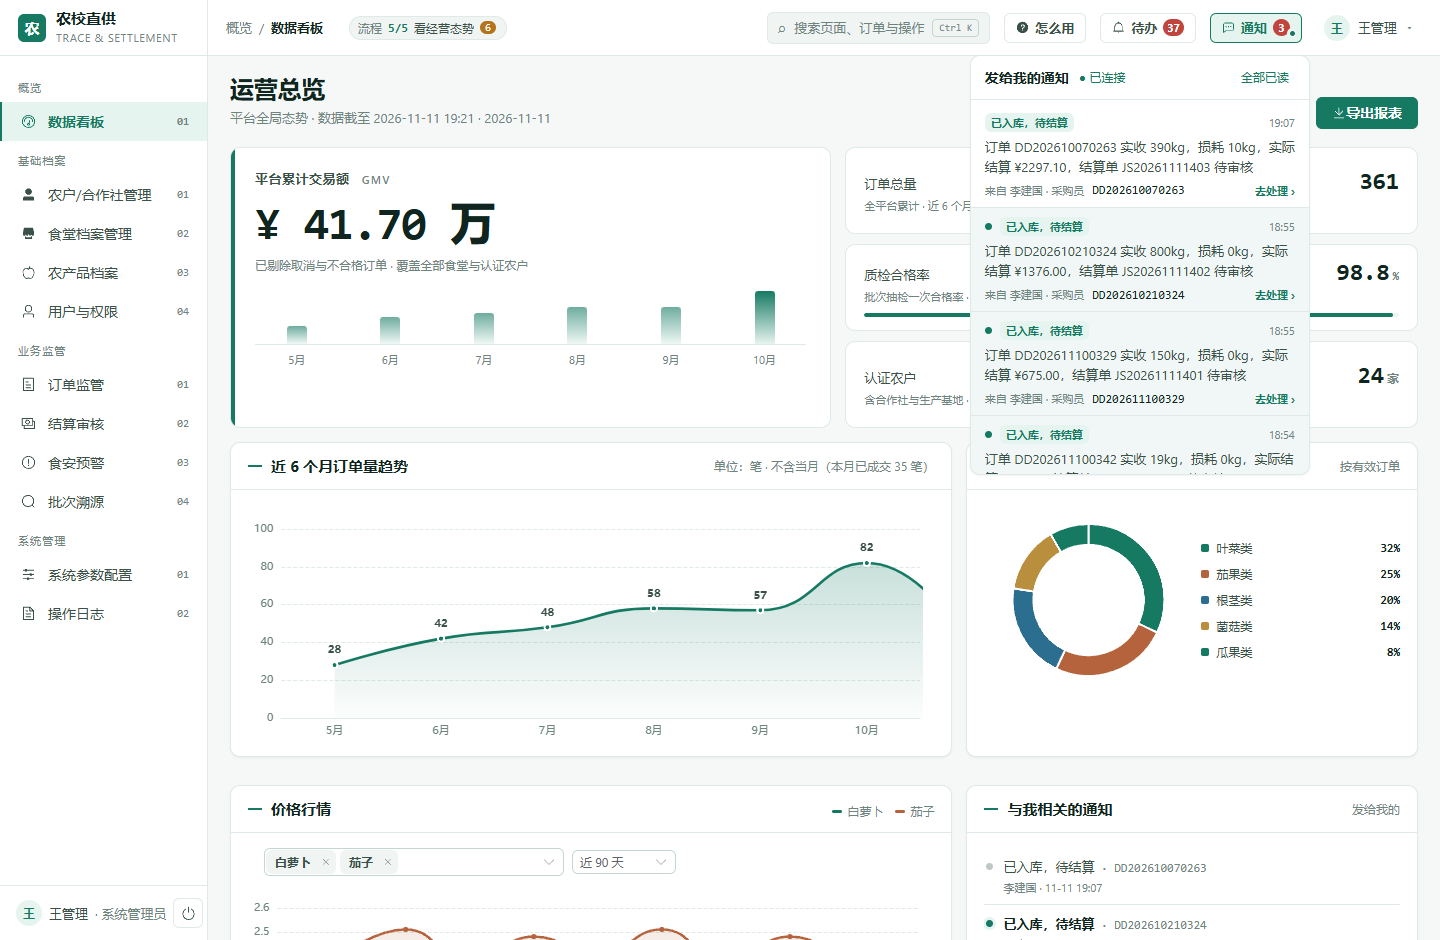 农 农校直供
TRACE & SETTLEMENT
概览 / 数据看板
流程 5/5 看经营态势 6
搜索页面、订单与操作 Ctrl K
怎么用
待办 37
通知 3
王 王管理
概览
数据看板 01
基础档案
农户/合作社管理 01
食堂档案管理 02
农产品档案 03
用户与权限 04
业务监管
订单监管 01
结算审核 02
食安预警 03
批次溯源 04
系统管理
系统参数配置 01
操作日志 02
王 王管理 · 系统管理员
运营总览
平台全局态势 · 数据截至 2026-11-11 19:21 · 2026-11-11
导出报表
平台累计交易额 GMV
¥ 41.70 万
已剔除取消与不合格订单 · 覆盖全部食堂与认证农户
5月 6月 7月 8月 9月 10月
订单总量 361
全平台累计 · 近 6 个月
质检合格率 98.8%
批次抽检一次合格率 ·
认证农户 24 家
含合作社与生产基地 ·
发给我的通知 已连接 全部已读
已入库，待结算 19:07
订单 DD202610070263 实收 390kg，损耗 10kg，实际
结算 ¥2297.10，结算单 JS20261111403 待审核
来自 李建国 · 采购员 DD202610070263 去处理 ›
已入库，待结算 18:55
订单 DD202610210324 实收 800kg，损耗 0kg，实际
结算 ¥1376.00，结算单 JS20261111402 待审核
来自 李建国 · 采购员 DD202610210324 去处理 ›
已入库，待结算 18:55
订单 DD202611100329 实收 150kg，损耗 0kg，实际
结算 ¥675.00，结算单 JS20261111401 待审核
来自 李建国 · 采购员 DD202611100329 去处理 ›
已入库，待结算 18:54
订单 DD202611100342 实收 19kg，损耗 0kg，实际结
近 6 个月订单量趋势 单位：笔 · 不含当月（本月已成交 35 笔）
100
80
60
40
20
0
28 42 48 58 57 82
5月 6月 7月 8月 9月 10月
按有效订单
叶菜类 32%
茄果类 25%
根茎类 20%
菌菇类 14%
瓜果类 8%
价格行情 白萝卜 茄子
白萝卜 × 茄子 × 近 90 天
2.6
2.5
与我相关的通知 发给我的
已入库，待结算 · DD202610070263
李建国 · 11-11 19:07
已入库，待结算 · DD202610210324